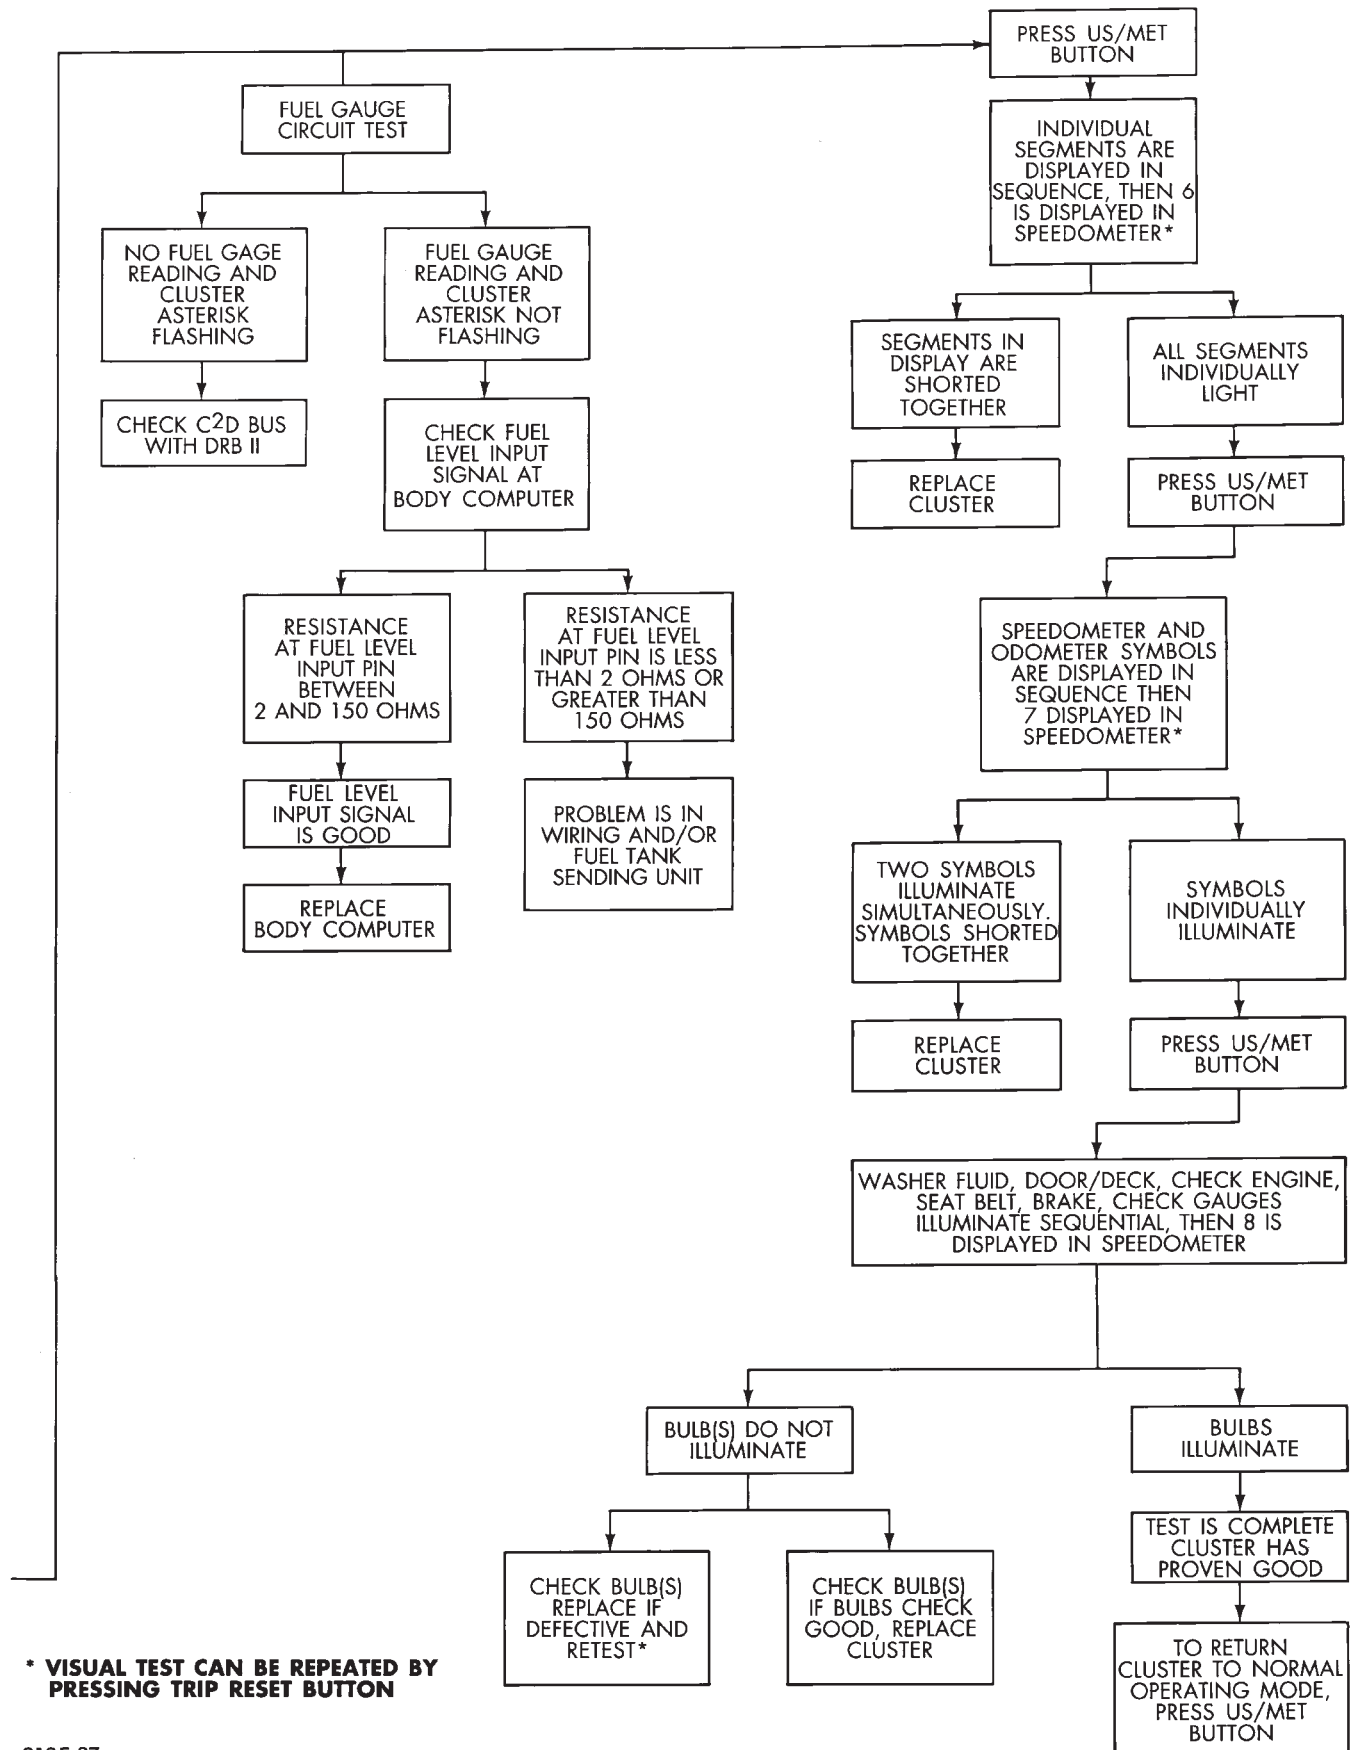 PRESS US/MET
BUTTON
FUEL GAUGE
CIRCUIT TEST
INDIVIDUAL
SEGMENTS ARE
DISPLAYED IN
SEQUENCE, THEN 6
IS DISPLAYED IN
SPEEDOMETER*
NO FUEL GAGE
READING AND
CLUSTER
ASTERISK
FLASHING
FUEL GAUGE
READING AND
CLUSTER
ASTERISK NOT
FLASHING
SEGMENTS IN
DISPLAY ARE
SHORTED
TOGETHER
ALL SEGMENTS
INDIVIDUALLY
LIGHT
CHECK C2D BUS
WITH DRB II
CHECK FUEL
LEVEL INPUT
SIGNAL AT
BODY COMPUTER
REPLACE
CLUSTER
PRESS US/MET
BUTTON
RESISTANCE
AT FUEL LEVEL
INPUT PIN
BETWEEN
2 AND 150 OHMS
RESISTANCE
AT FUEL LEVEL
INPUT PIN IS LESS
THAN 2 OHMS OR
GREATER THAN
150 OHMS
SPEEDOMETER AND
ODOMETER SYMBOLS
ARE DISPLAYED IN
SEQUENCE THEN
7 DISPLAYED IN
SPEEDOMETER*
FUEL LEVEL
INPUT SIGNAL
IS GOOD
PROBLEM IS IN
WIRING AND/OR
FUEL TANK
SENDING UNIT
REPLACE
BODY COMPUTER
TWO SYMBOLS
ILLUMINATE
SIMULTANEOUSLY.
SYMBOLS SHORTED
TOGETHER
SYMBOLS
INDIVIDUALLY
ILLUMINATE
REPLACE
CLUSTER
PRESS US/MET
BUTTON
WASHER FLUID, DOOR/DECK, CHECK ENGINE,
SEAT BELT, BRAKE, CHECK GAUGES
ILLUMINATE SEQUENTIAL, THEN 8 IS
DISPLAYED IN SPEEDOMETER
BULB(S) DO NOT
ILLUMINATE
BULBS
ILLUMINATE
TEST IS COMPLETE
CLUSTER HAS
PROVEN GOOD
CHECK BULB(S)
REPLACE IF
DEFECTIVE AND
RETEST*
CHECK BULB(S)
IF BULBS CHECK
GOOD, REPLACE
CLUSTER
TO RETURN
CLUSTER TO NORMAL
OPERATING MODE,
PRESS US/MET
BUTTON
* VISUAL TEST CAN BE REPEATED BY
PRESSING TRIP RESET BUTTON